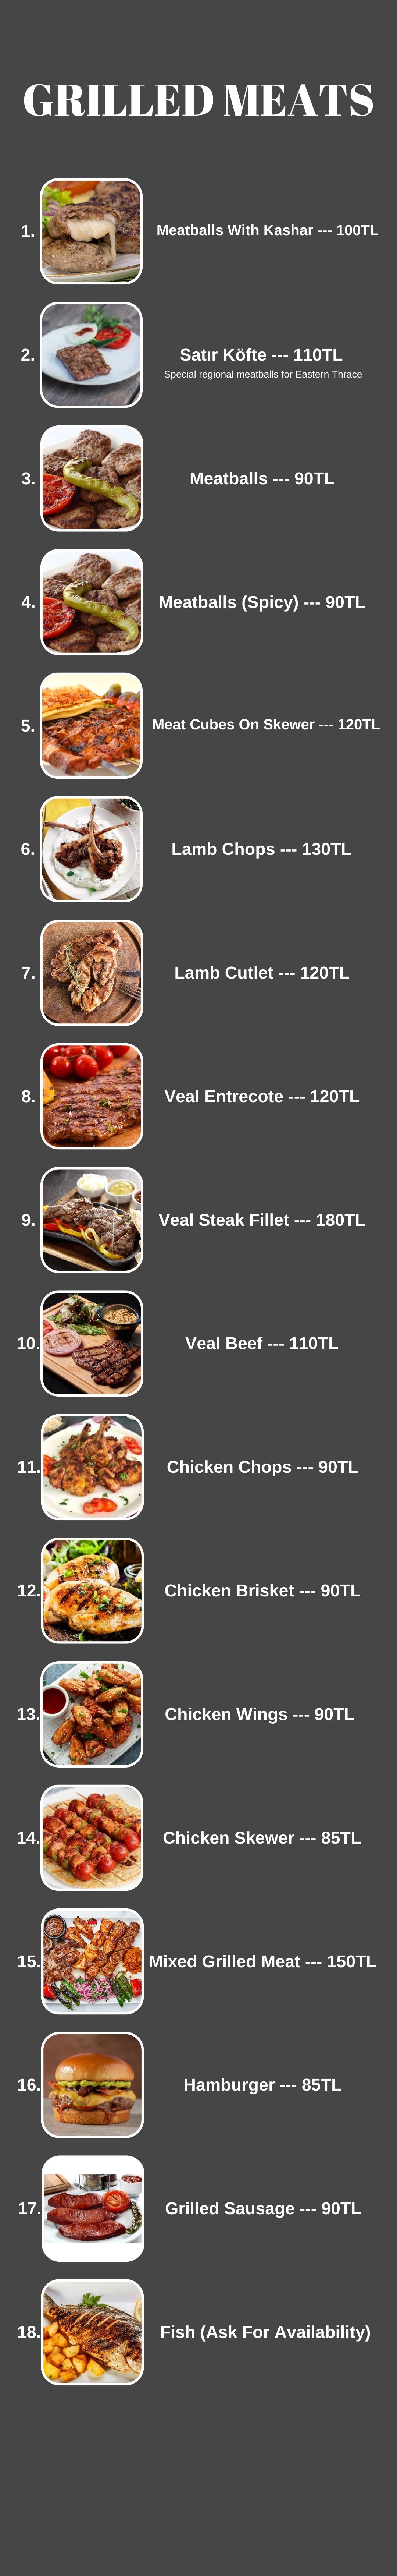 GRILLED MEATS
1. Meatballs With Kashar --- 100TL
2. Satır Köfte --- 110TL
Special regional meatballs for Eastern Thrace
3. Meatballs --- 90TL
4. Meatballs (Spicy) --- 90TL
5. Meat Cubes On Skewer --- 120TL
6. Lamb Chops --- 130TL
7. Lamb Cutlet --- 120TL
8. Veal Entrecote --- 120TL
9. Veal Steak Fillet --- 180TL
10. Veal Beef --- 110TL
11. Chicken Chops --- 90TL
12. Chicken Brisket --- 90TL
13. Chicken Wings --- 90TL
14. Chicken Skewer --- 85TL
15. Mixed Grilled Meat --- 150TL
16. Hamburger --- 85TL
17. Grilled Sausage --- 90TL
18. Fish (Ask For Availability)